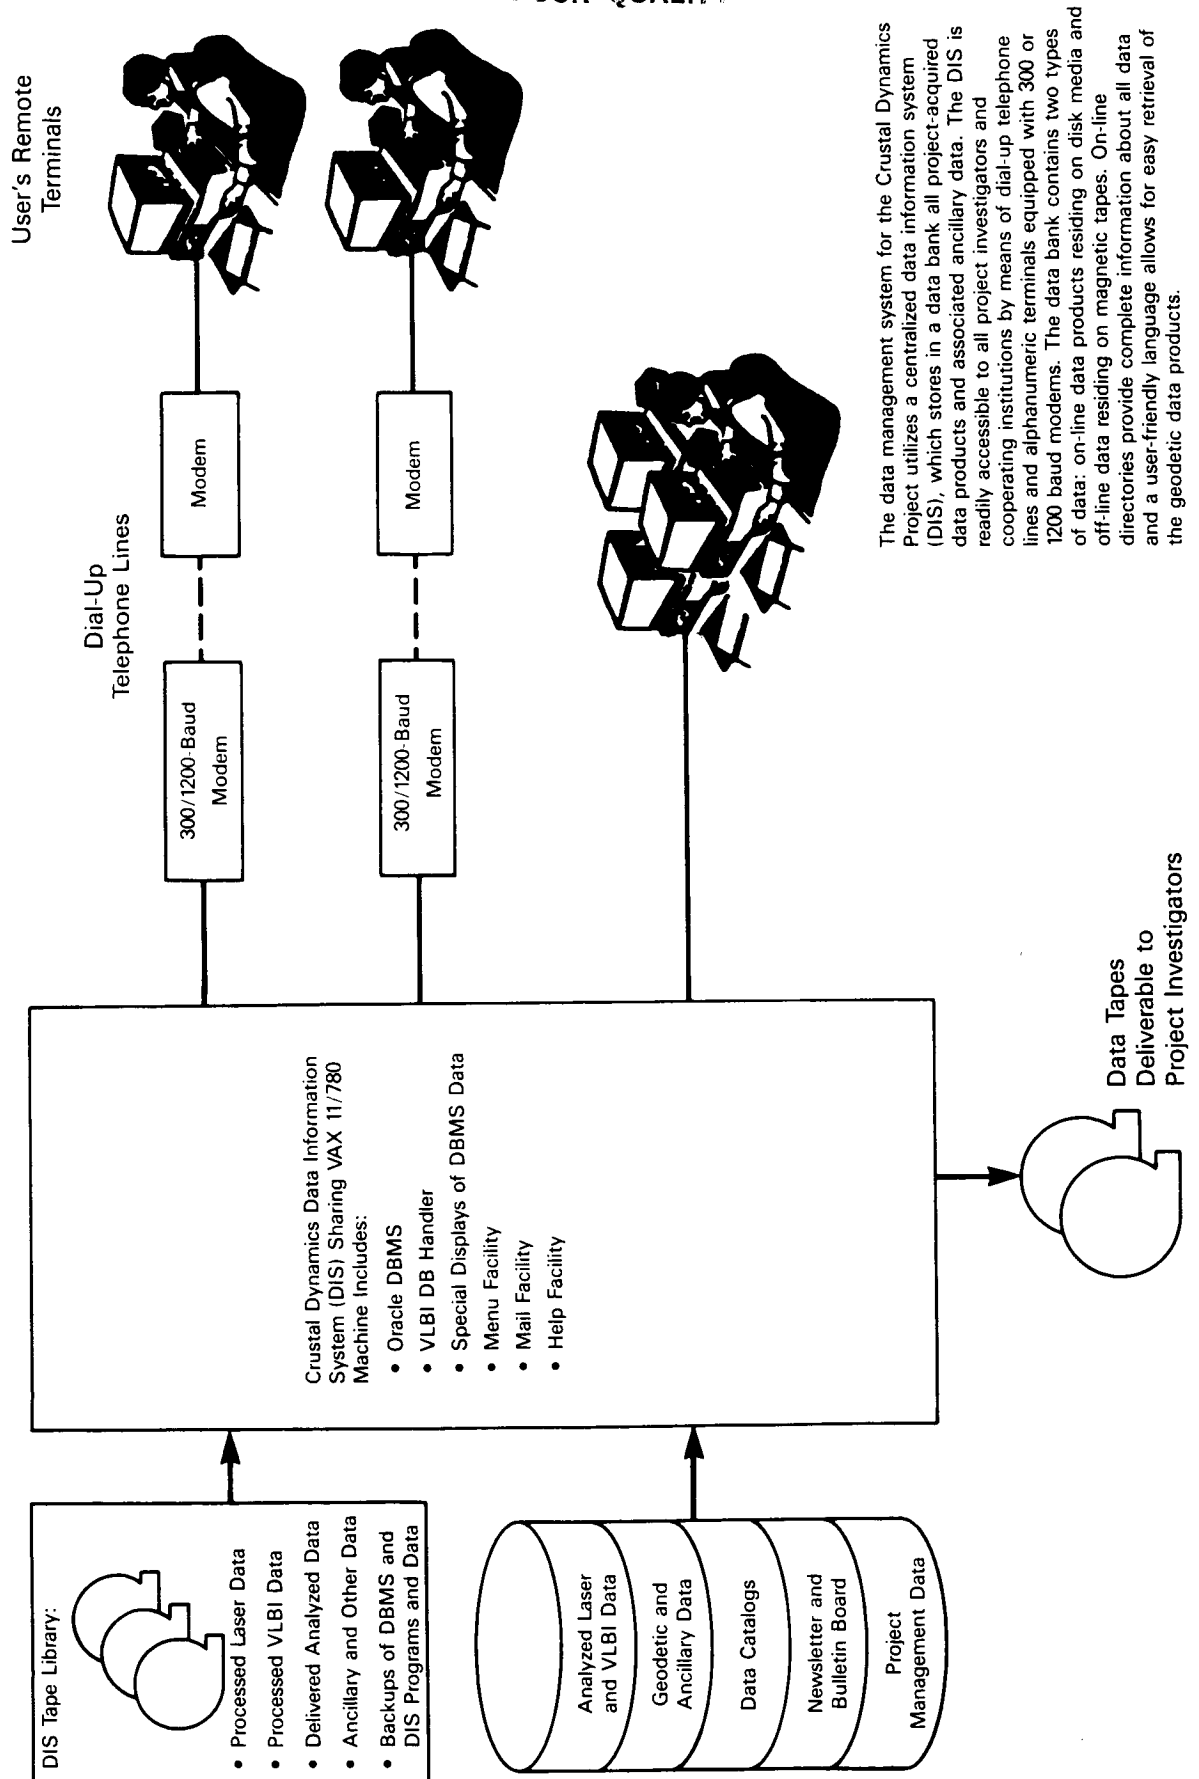 DIS Tape Library:
• Processed Laser Data
• Processed VLBI Data
• Delivered Analyzed Data
• Ancillary and Other Data
• Backups of DBMS and
DIS Programs and Data
Analyzed Laser
and VLBI Data
Geodetic and
Ancillary Data
Data Catalogs
Newsletter and
Bulletin Board
Project
Management Data
Crustal Dynamics Data Information
System (DIS) Sharing VAX 11/780
Machine Includes:
• Oracle DBMS
• VLBI DB Handler
• Special Displays of DBMS Data
• Menu Facility
• Mail Facility
• Help Facility
Data Tapes
Deliverable to
Project Investigators
Dial-Up
Telephone Lines
300/1200-Baud
Modem
Modem
300/1200-Baud
Modem
Modem
User's Remote
Terminals
The data management system for the Crustal Dynamics
Project utilizes a centralized data information system
(DIS), which stores in a data bank all project-acquired
data products and associated ancillary data. The DIS is
readily accessible to all project investigators and
cooperating institutions by means of dial-up telephone
lines and alphanumeric terminals equipped with 300 or
1200 baud modems. The data bank contains two types
of data: on-line data products residing on disk media and
off-line data residing on magnetic tapes. On-line
directories provide complete information about all data
and a user-friendly language allows for easy retrieval of
the geodetic data products.